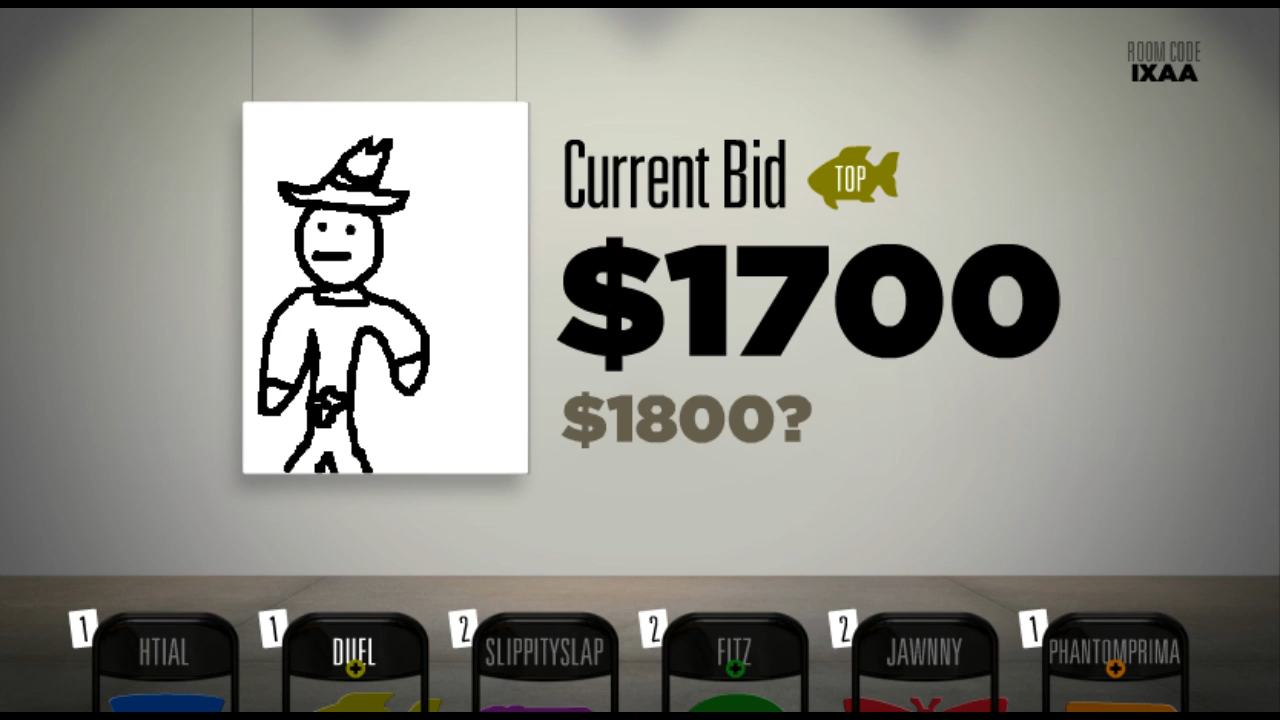 ROOM CODE
IXAA
Current Bid TOP
$1700
$1800?
1 HTIAL 1 DUEL 2 SLIPPITYSLAP 2 FITZ 2 JAWNNY 1 PHANTOMPRIMA